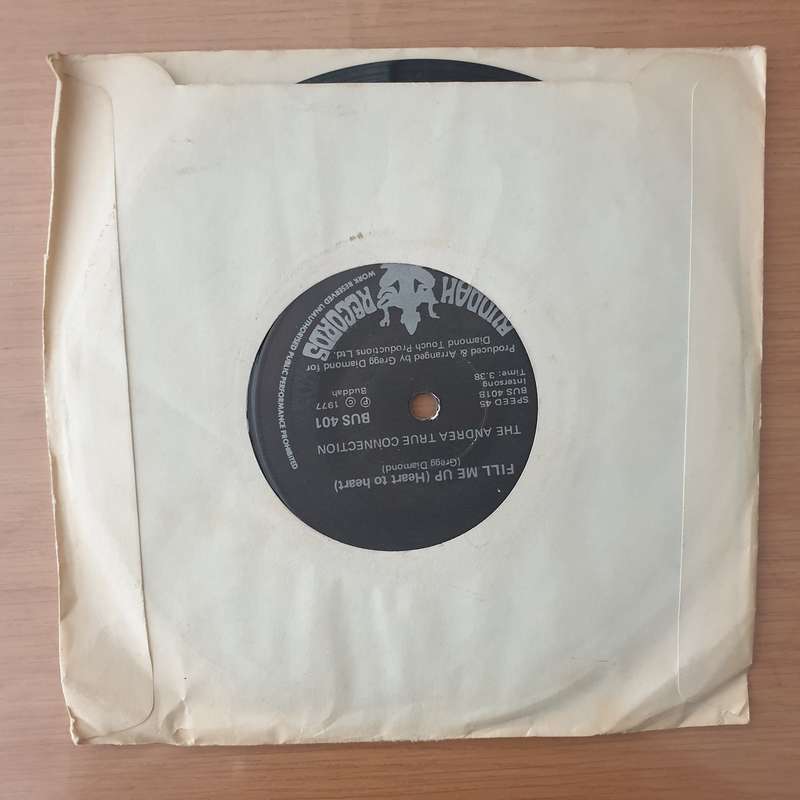 BUDDAH RECORDS
WORK RESERVED UNAUTHORISED PUBLIC PERFORMANCE PROHIBITED
Produced & Arranged by Gregg Diamond for
Diamond Touch Productions Ltd.
SPEED 45
BUS 401B
Intersong
Time: 3.38
BUS 401
℗ © 1977
Buddah
THE ANDREA TRUE CONNECTION
FILL ME UP (Heart to heart)
(Gregg Diamond)